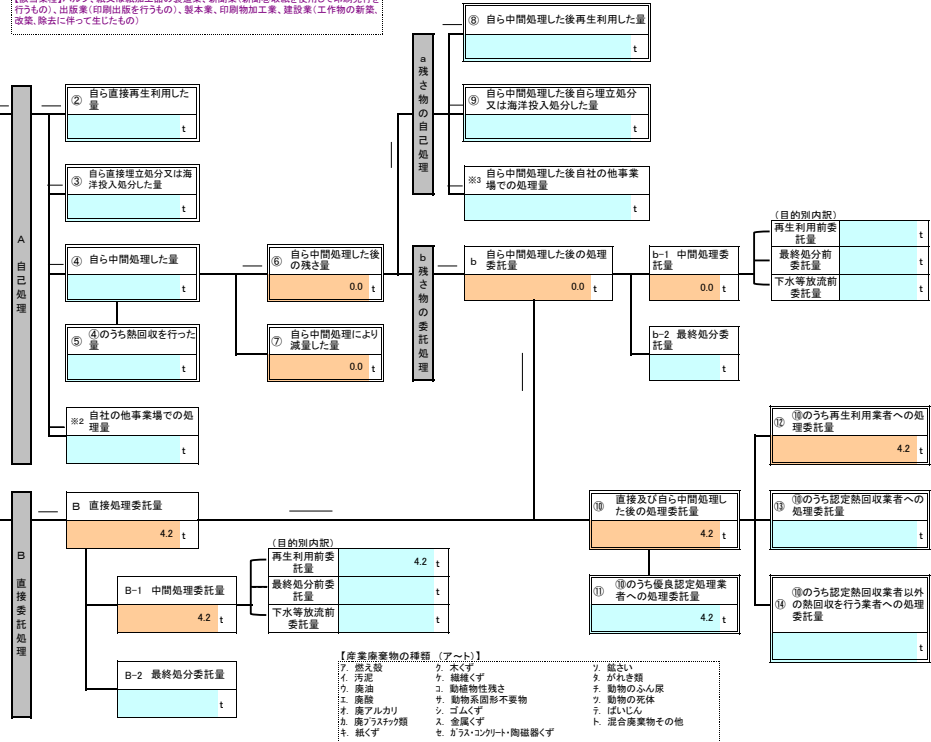 行うもの)、出版業(印刷出版を行うもの)、製本業、印刷物加工業、建設業(工作物の新築、
改築、除去に伴って生じたもの)
⑧ 自ら中間処理した後再生利用した量
t
a 残さ物の自己処理
② 自ら直接再生利用した
量
t
⑨ 自ら中間処理した後自ら埋立処分
又は海洋投入処分した量
t
③ 自ら直接埋立処分又は海
洋投入処分した量
t
※3 自ら中間処理した後自社の他事業
場での処理量
t
A 自己処理
④ 自ら中間処理した量
t
⑥ 自ら中間処理した後
の残さ量
0.0 t
b 残さ物の委託処理
b 自ら中間処理した後の処理
委託量
0.0 t
b-1 中間処理委
託量
0.0 t
(目的別内訳)
再生利用前委
託量
t
最終処分前
委託量
t
下水等放流前
委託量
t
⑤ ④のうち熱回収を行った
量
t
⑦ 自ら中間処理により
減量した量
0.0 t
b-2 最終処分委
託量
t
※2 自社の他事業場での処
理量
t
⑫ ⑩のうち再生利用業者への処
理委託量
4.2 t
B 直接委託処理
B 直接処理委託量
4.2 t
⑩ 直接及び自ら中間処理し
た後の処理委託量
4.2 t
⑬ ⑩のうち認定熱回収業者への
処理委託量
t
(目的別内訳)
再生利用前委
託量
4.2 t
最終処分前委
託量
t
下水等放流前
委託量
t
B-1 中間処理委託量
4.2 t
⑪ ⑩のうち優良認定処理業
者への処理委託量
4.2 t
⑭ ⑩のうち認定熱回収業者以外
の熱回収を行う業者への処理
委託量
t
B-2 最終処分委託量
t
【産業廃棄物の種類 (ア～ト)】
ア. 燃え殻 ク. 木くず ソ. 鉱さい
イ. 汚泥 ケ. 繊維くず タ. がれき類
ウ. 廃油 コ. 動植物性残さ チ. 動物のふん尿
エ. 廃酸 サ. 動物系固形不要物 ツ. 動物の死体
オ. 廃アルカリ シ. ゴムくず テ. ばいじん
カ. 廃プラスチック類 ス. 金属くず ト. 混合廃棄物その他
キ. 紙くず セ. ガラス・コンクリート・陶磁器くず